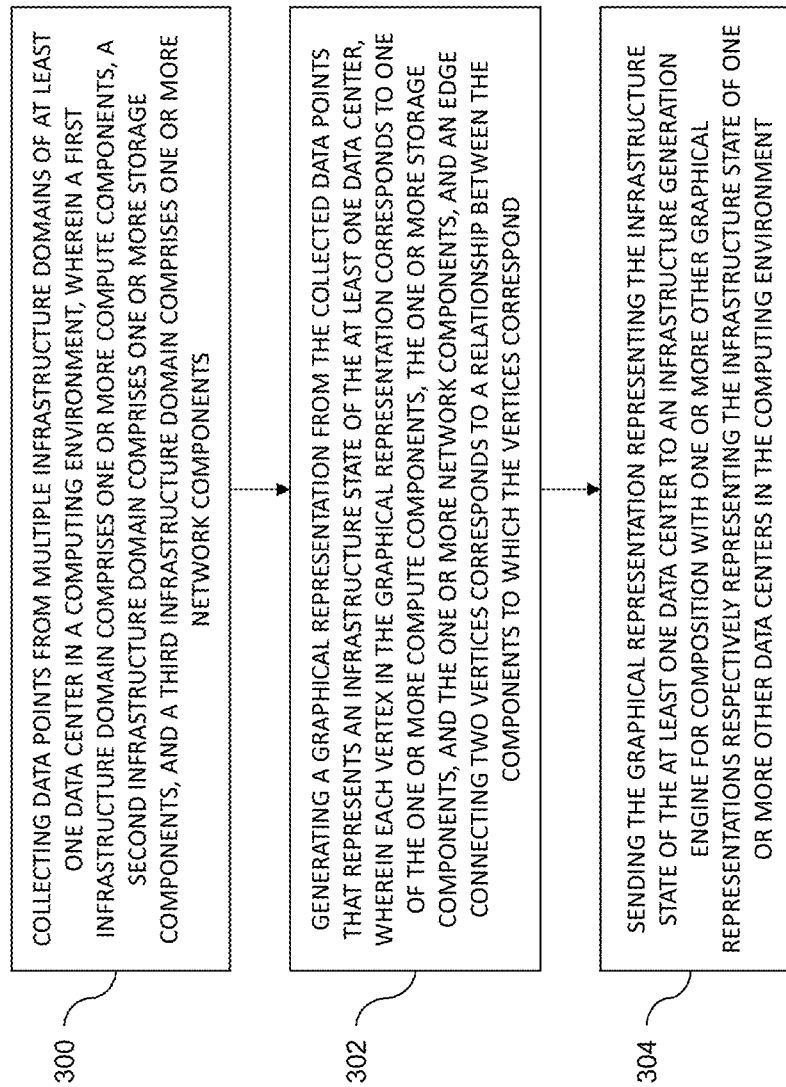 300
COLLECTING DATA POINTS FROM MULTIPLE INFRASTRUCTURE DOMAINS OF AT LEAST
ONE DATA CENTER IN A COMPUTING ENVIRONMENT, WHEREIN A FIRST
INFRASTRUCTURE DOMAIN COMPRISES ONE OR MORE COMPUTE COMPONENTS, A
SECOND INFRASTRUCTURE DOMAIN COMPRISES ONE OR MORE STORAGE
COMPONENTS, AND A THIRD INFRASTRUCTURE DOMAIN COMPRISES ONE OR MORE
NETWORK COMPONENTS
302
GENERATING A GRAPHICAL REPRESENTATION FROM THE COLLECTED DATA POINTS
THAT REPRESENTS AN INFRASTRUCTURE STATE OF THE AT LEAST ONE DATA CENTER,
WHEREIN EACH VERTEX IN THE GRAPHICAL REPRESENTATION CORRESPONDS TO ONE
OF THE ONE OR MORE COMPUTE COMPONENTS, THE ONE OR MORE STORAGE
COMPONENTS, AND THE ONE OR MORE NETWORK COMPONENTS, AND AN EDGE
CONNECTING TWO VERTICES CORRESPONDS TO A RELATIONSHIP BETWEEN THE
COMPONENTS TO WHICH THE VERTICES CORRESPOND
304
SENDING THE GRAPHICAL REPRESENTATION REPRESENTING THE INFRASTRUCTURE
STATE OF THE AT LEAST ONE DATA CENTER TO AN INFRASTRUCTURE GENERATION
ENGINE FOR COMPOSITION WITH ONE OR MORE OTHER GRAPHICAL
REPRESENTATIONS RESPECTIVELY REPRESENTING THE INFRASTRUCTURE STATE OF ONE
OR MORE OTHER DATA CENTERS IN THE COMPUTING ENVIRONMENT